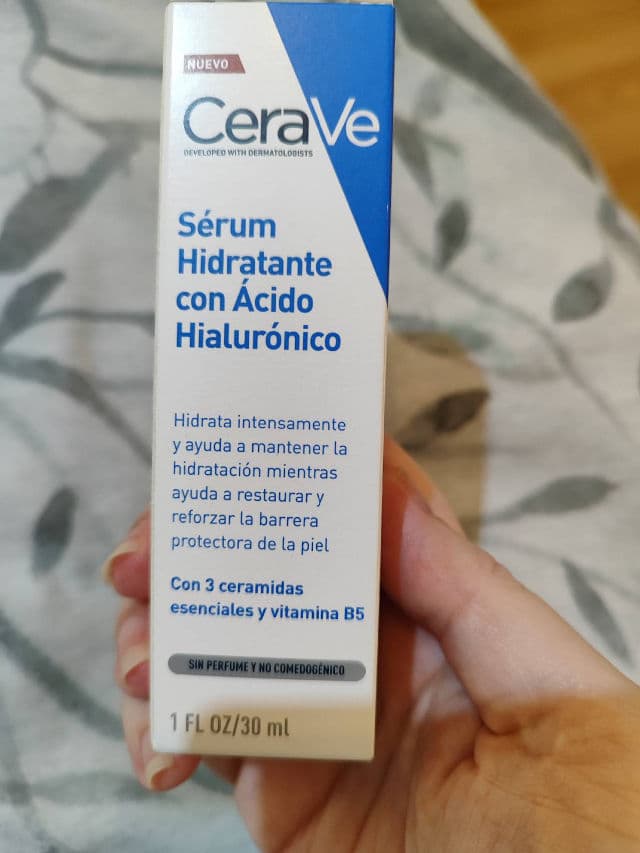 NUEVO
CeraVe
DEVELOPED WITH DERMATOLOGISTS
Sérum
Hidratante
con Ácido
Hialurónico
Hidrata intensamente
y ayuda a mantener la
hidratación mientras
ayuda a restaurar y
reforzar la barrera
protectora de la piel
Con 3 ceramidas
esenciales y vitamina B5
SIN PERFUME Y NO COMEDOGÉNICO
1 FL OZ/30 ml